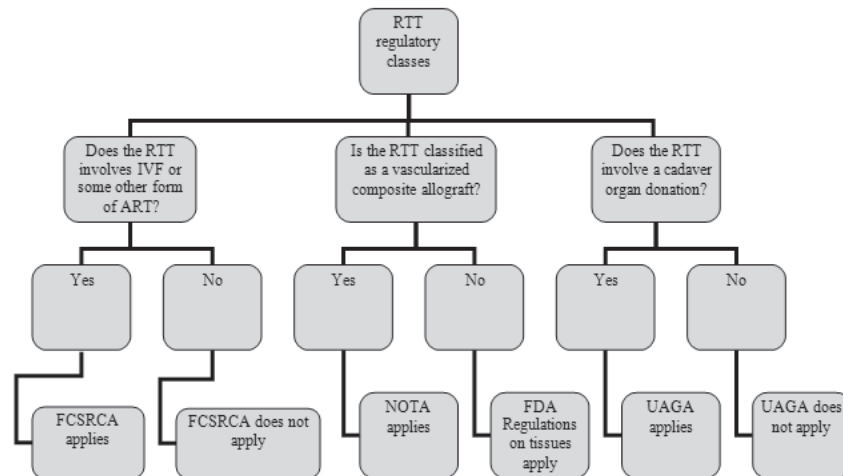 RTT
regulatory
classes
Does the RTT
involves IVF or
some other form
of ART?
Is the RTT classified
as a vascularized
composite allograft?
Does the RTT
involve a cadaver
organ donation?
Yes
No
Yes
No
Yes
No
FCSRCA
applies
FCSRCA does not
apply
NOTA
applies
FDA
Regulations
on tissues
apply
UAGA
applies
UAGA does
not apply